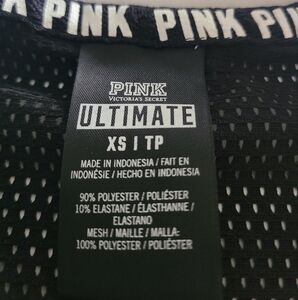 K PINK PINK PI
PINK
VICTORIA'S SECRET
ULTIMATE
XS | TP
MADE IN INDONESIA / FAIT EN
INDONÉSIE / HECHO EN INDONESIA
90% POLYESTER / POLIÉSTER
10% ELASTANE / ÉLASTHANNE /
ELASTANO
MESH / MAILLE / MALLA:
100% POLYESTER / POLIÉSTER